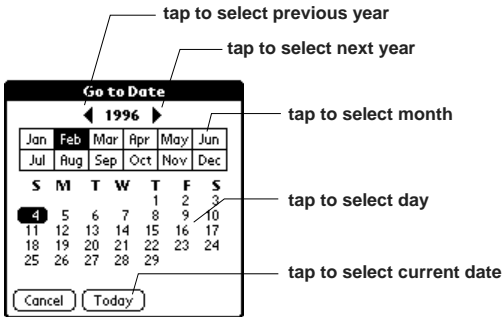 tap to select previous year
tap to select next year
Go to Date
1996
tap to select month
Jan Feb Mar Apr May Jun
Jul Aug Sep Oct Nov Dec
S M T W T F S
1 2 3
tap to select day
4 5 6 7 8 9 10
11 12 13 14 15 16 17
18 19 20 21 22 23 24
25 26 27 28 29
tap to select current date
Cancel Today